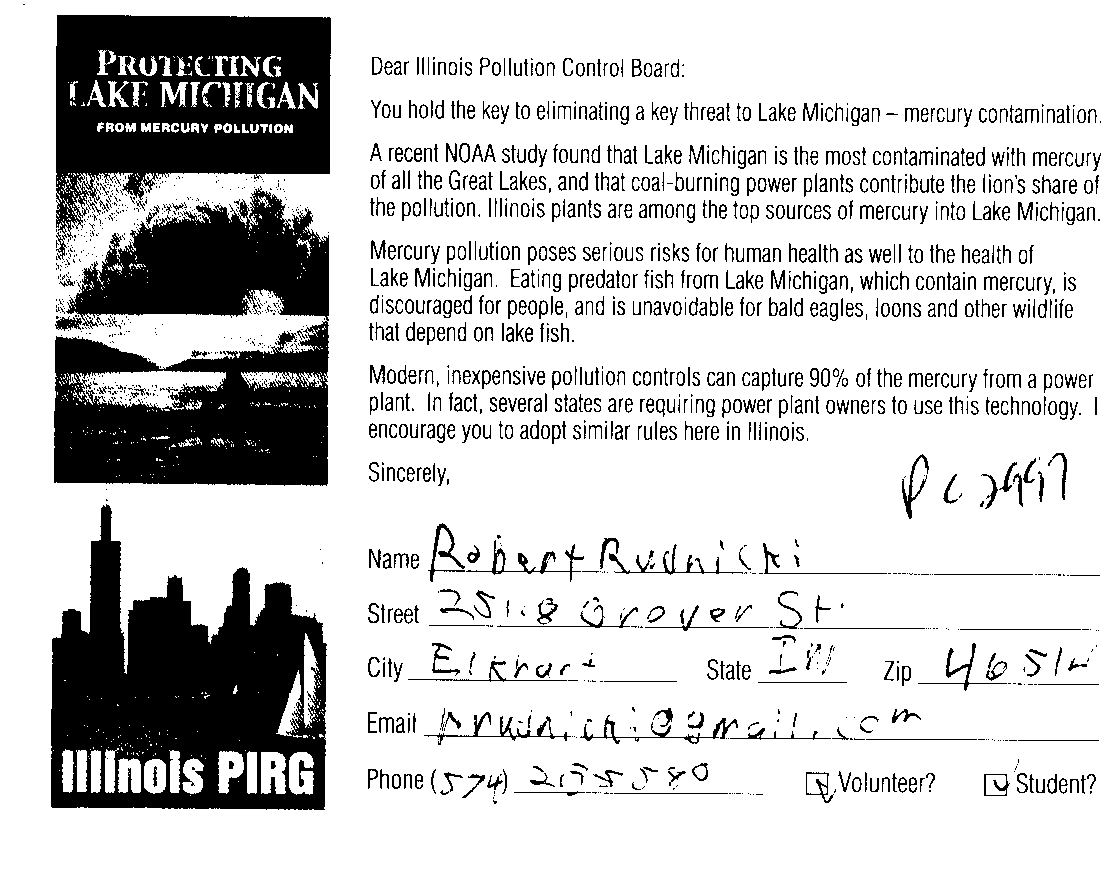 PROTECTING
LAKE MICHIGAN
FROM MERCURY POLLUTION
Dear Illinois Pollution Control Board:
You hold the key to eliminating a key threat to Lake Michigan – mercury contamination.
A recent NOAA study found that Lake Michigan is the most contaminated with mercury
of all the Great Lakes, and that coal-burning power plants contribute the lion's share of
the pollution. Illinois plants are among the top sources of mercury into Lake Michigan.
Mercury pollution poses serious risks for human health as well to the health of
Lake Michigan. Eating predator fish from Lake Michigan, which contain mercury, is
discouraged for people, and is unavoidable for bald eagles, loons and other wildlife
that depend on lake fish.
Modern, inexpensive pollution controls can capture 90% of the mercury from a power
plant. In fact, several states are requiring power plant owners to use this technology. I
encourage you to adopt similar rules here in Illinois.
Sincerely,
PC
Name Robert Rudnicki
Street 2518 Grover St.
City Elkhart State IN Zip
Email
Phone (574)
Volunteer? Student?
Illinois PIRG